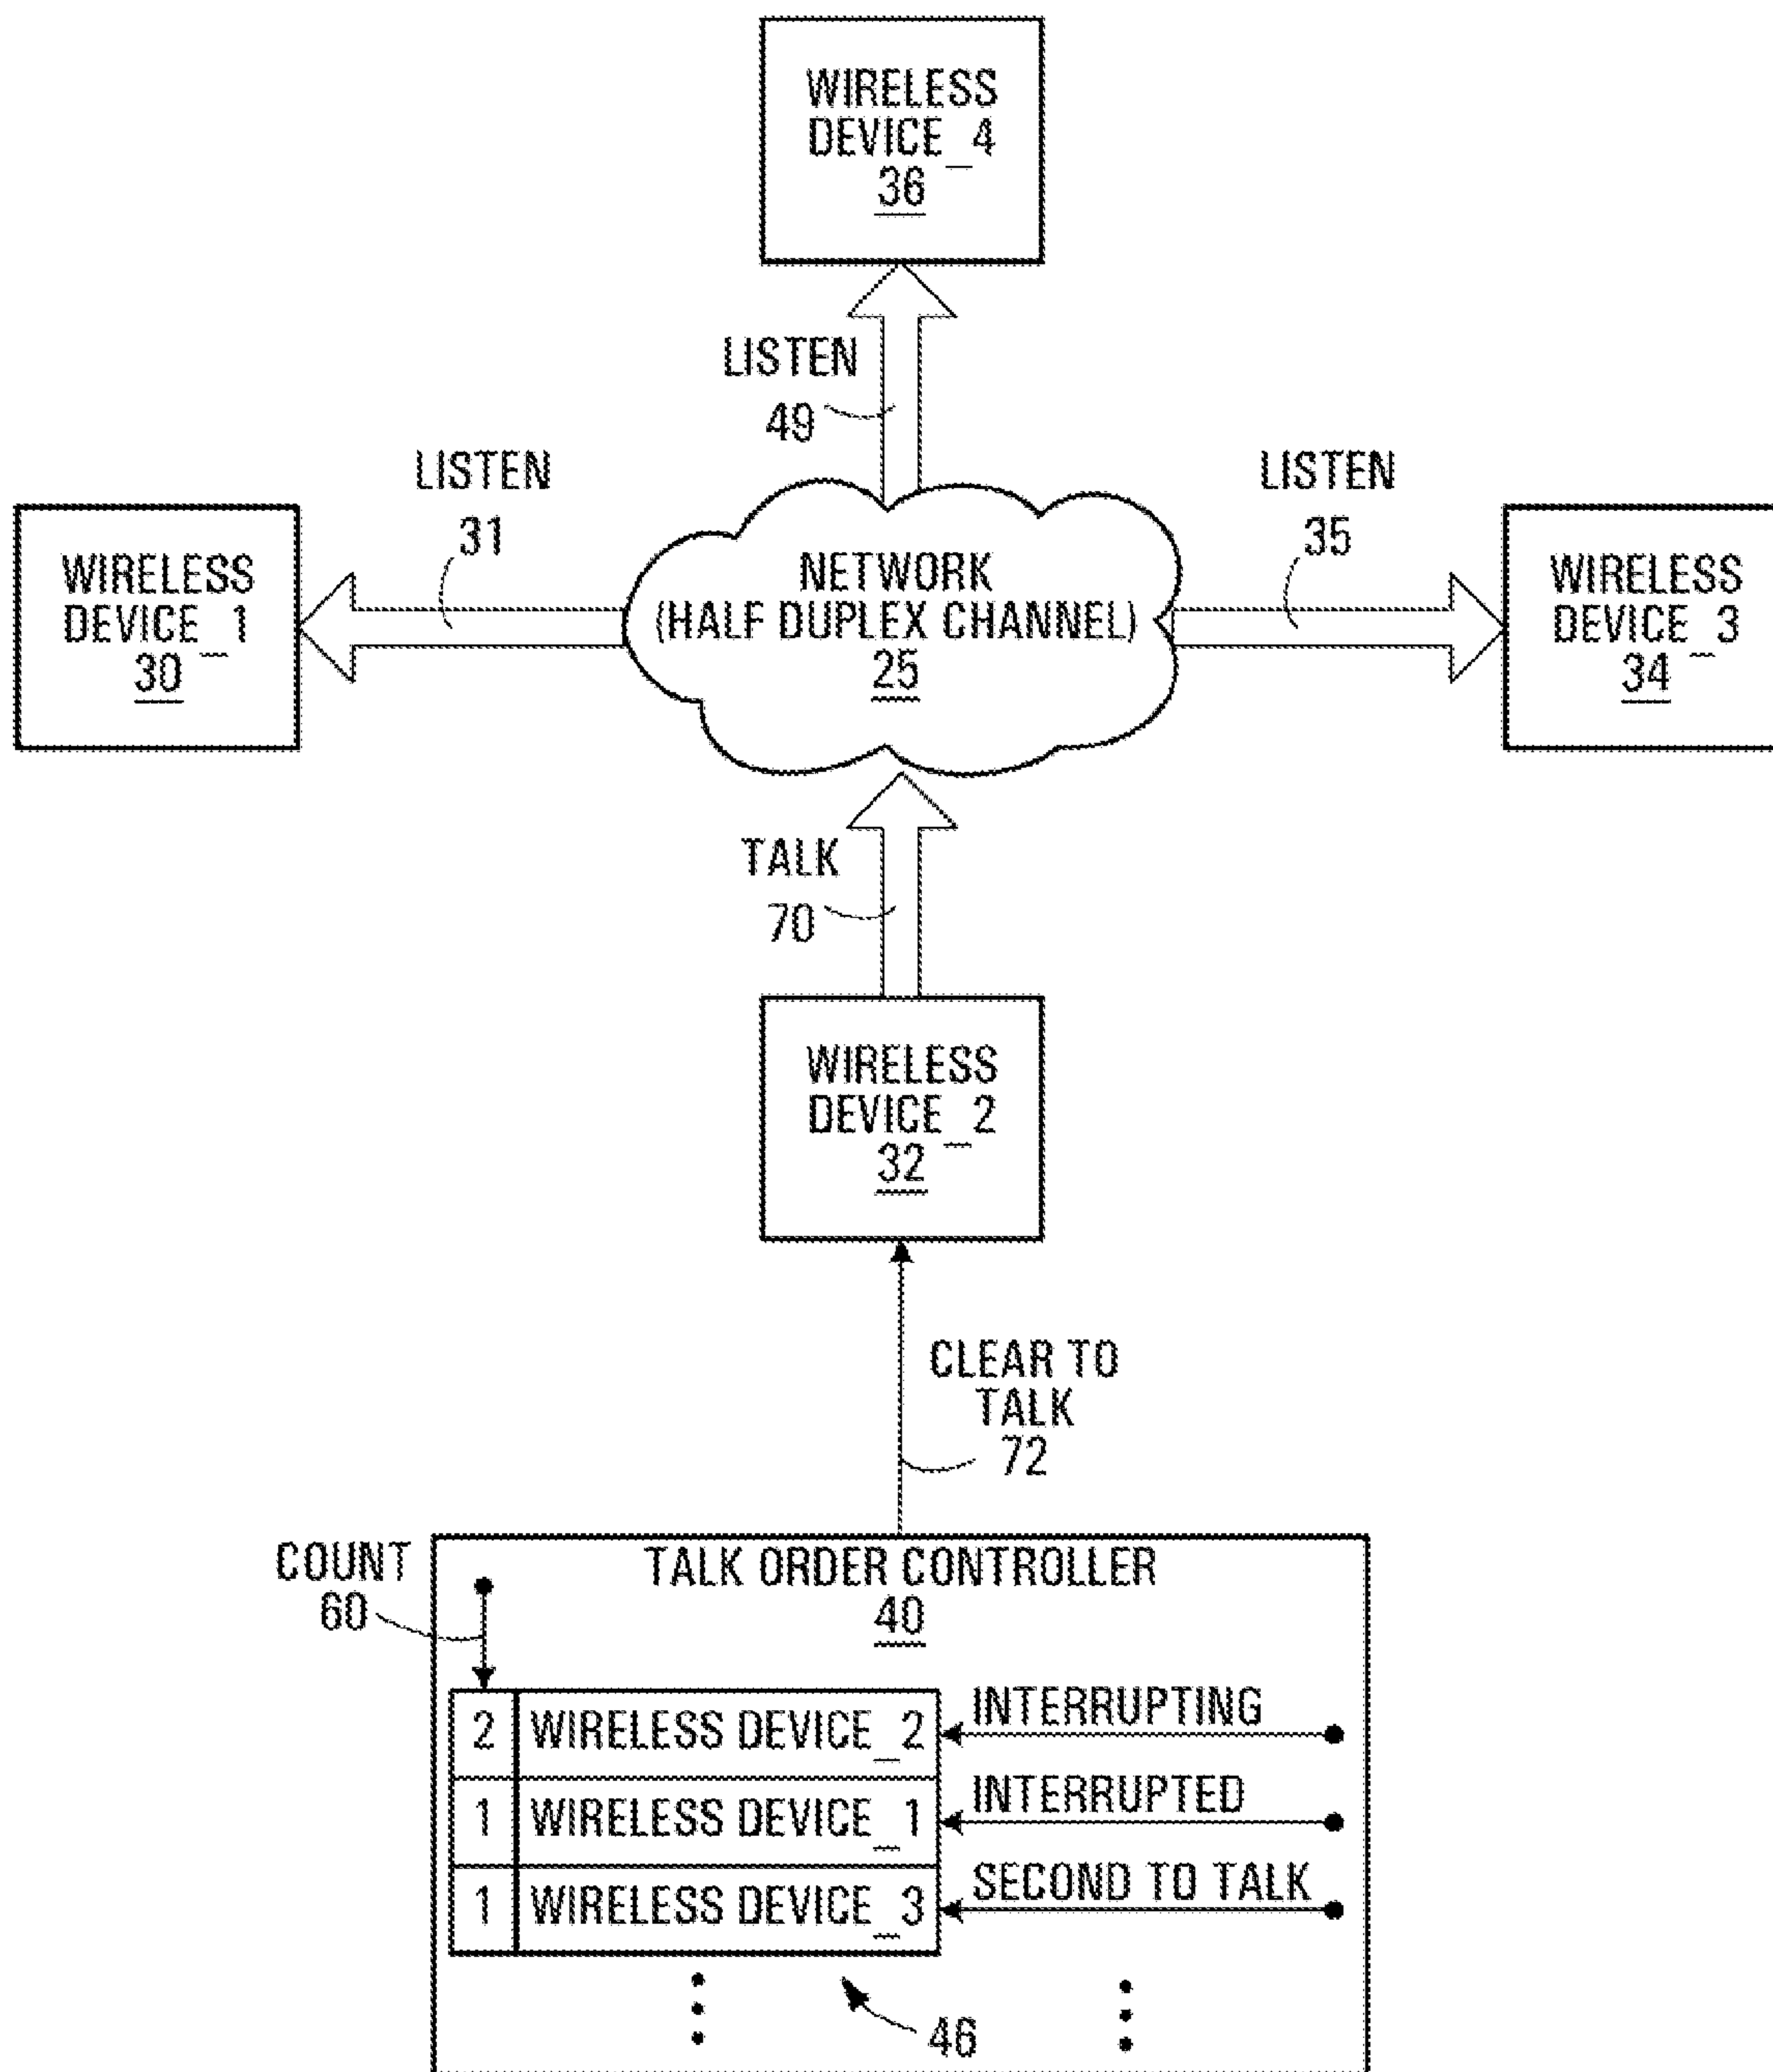 WIRELESS
DEVICE_4
36
LISTEN
49
LISTEN
31
LISTEN
35
WIRELESS
DEVICE_1
30
NETWORK
(HALF DUPLEX CHANNEL)
25
WIRELESS
DEVICE_3
34
TALK
70
WIRELESS
DEVICE_2
32
CLEAR TO
TALK
72
COUNT
60
TALK ORDER CONTROLLER
40
2 WIRELESS DEVICE_2 INTERRUPTING
1 WIRELESS DEVICE_1 INTERRUPTED
1 WIRELESS DEVICE_3 SECOND TO TALK
46